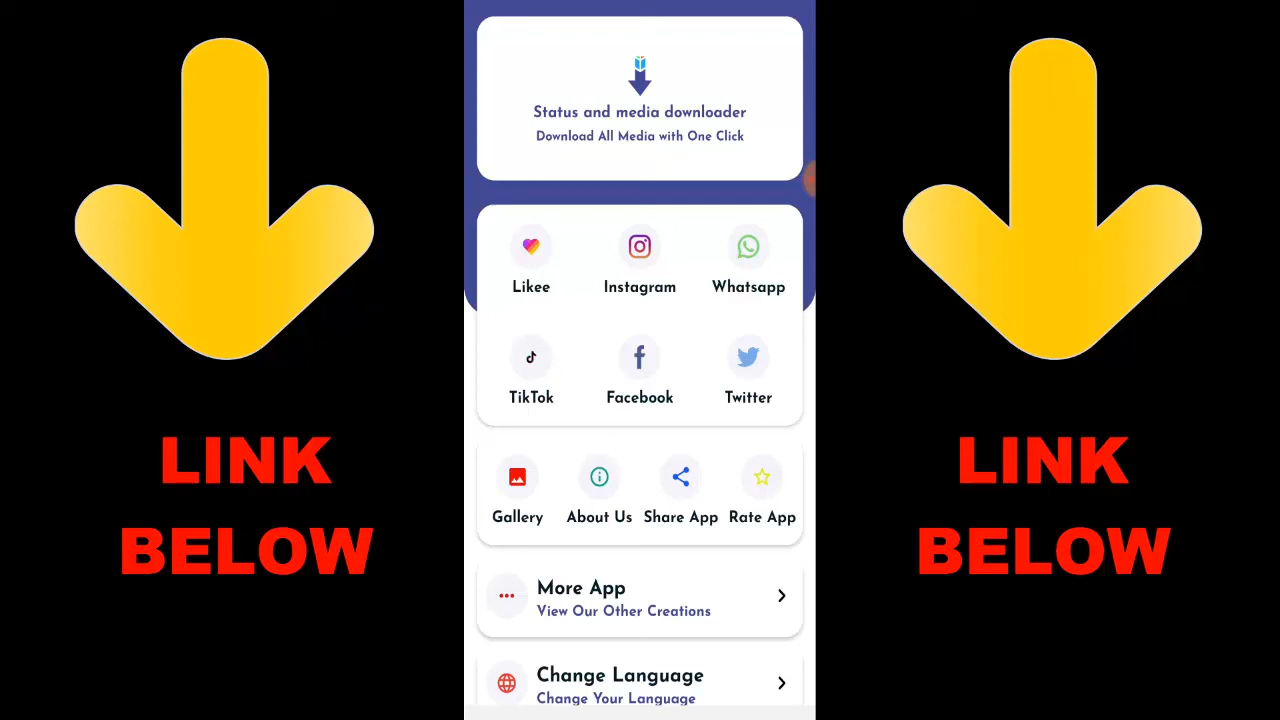 Status and media downloader
Download All Media with One Click
Likee Instagram Whatsapp
TikTok Facebook Twitter
Gallery About Us Share App Rate App
More App
View Our Other Creations
Change Language
Change Your Language
LINK
BELOW
LINK
BELOW